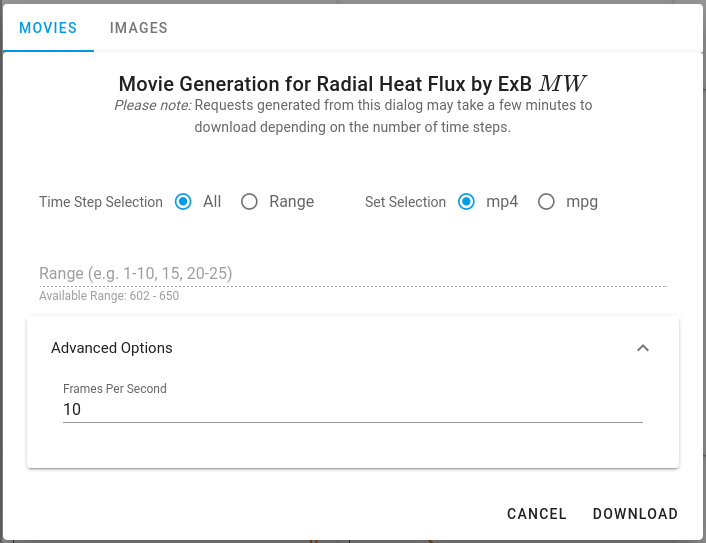 MOVIES IMAGES
Movie Generation for Radial Heat Flux by ExB MW
Please note: Requests generated from this dialog may take a few minutes to
download depending on the number of time steps.
Time Step Selection All Range Set Selection mp4 mpg
Range (e.g. 1-10, 15, 20-25)
Available Range: 602 - 650
Advanced Options
Frames Per Second
10
CANCEL DOWNLOAD